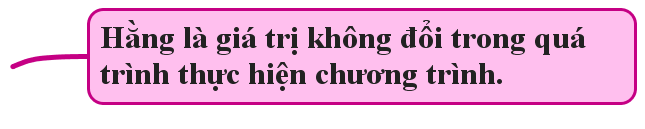 Hằng là giá trị không đổi trong quá
trình thực hiện chương trình.